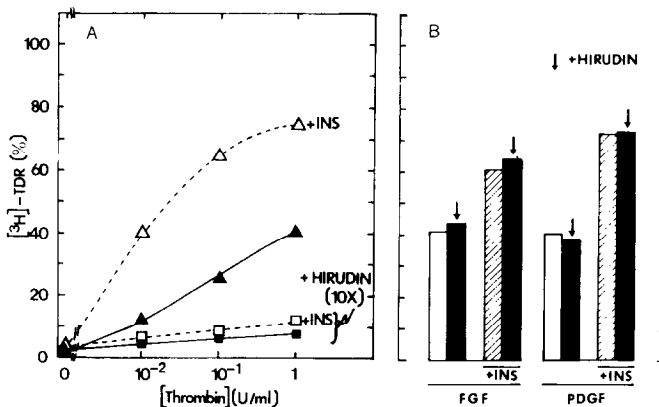 A
[3H]-TDR (%)
100
80
60
40
20
0
+INS
+ HIRUDIN
(10X)
+INS
0
10-2
10-1
1
[Thrombin](U/ml)
B
+HIRUDIN
+INS
+INS
FGF
PDGF